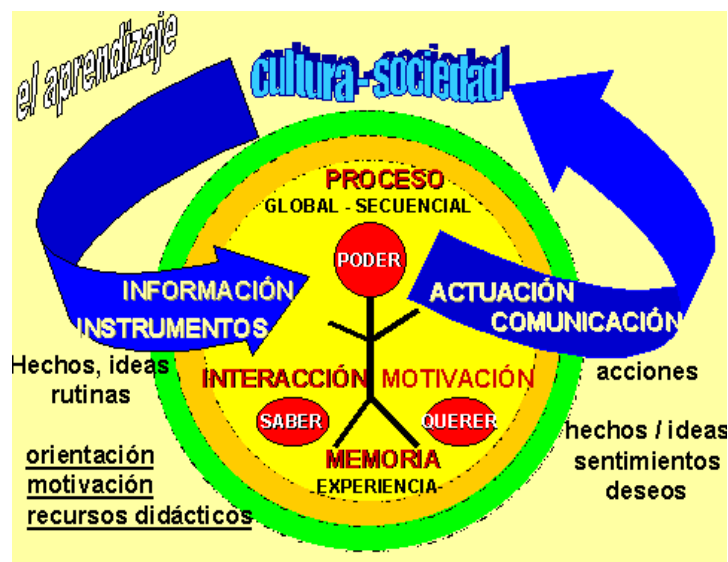 el aprendizaje
cultura-sociedad
PROCESO
GLOBAL - SECUENCIAL
PODER
INFORMACIÓN
INSTRUMENTOS
ACTUACIÓN
COMUNICACIÓN
Hechos, ideas
rutinas
INTERACCIÓN
MOTIVACIÓN
acciones
SABER
QUERER
hechos / ideas
sentimientos
deseos
MEMORIA
EXPERIENCIA
orientación
motivación
recursos didácticos